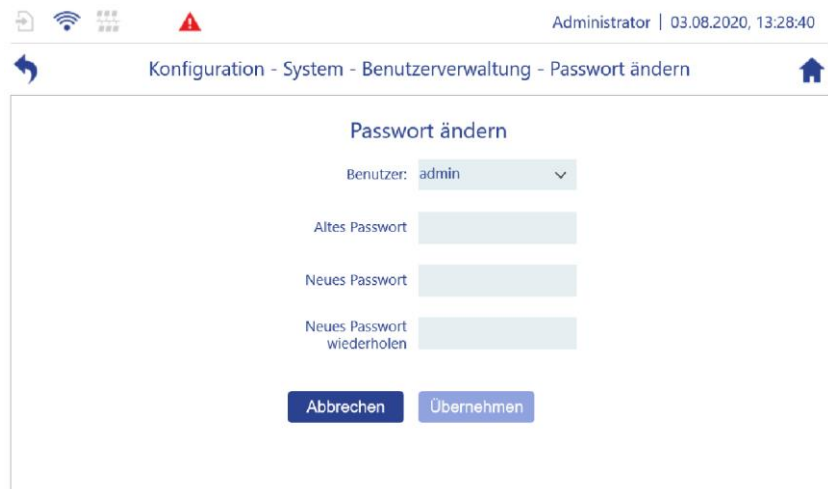 Administrator | 03.08.2020, 13:28:40
Konfiguration - System - Benutzerverwaltung - Passwort ändern
Passwort ändern
Benutzer: admin
Altes Passwort
Neues Passwort
Neues Passwort
wiederholen
Abbrechen Übernehmen